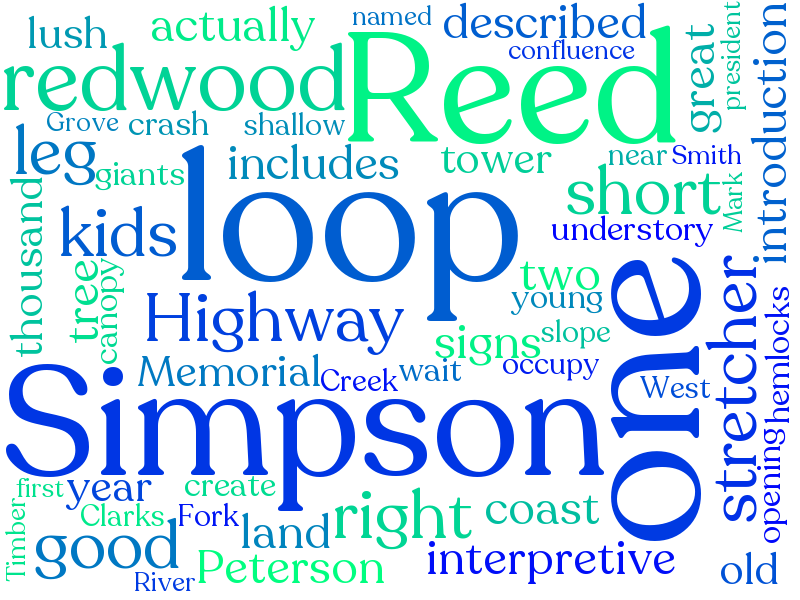 lush
actually
named
described
confluence
great
president
introduction
redwood
Reed
Grove
crash
shallow
leg
giants
includes
tower
near
Smith
Mark
thousand
kids
loop
short
understory
tree
canopy
Highway
two
young
one
stretcher
hemlocks
signs
slope
Memorial
Creek
wait
occupy
West
Simpson
opening
first
year
create
Timber
Clarks
Fork
land
right
coast
good
Peterson
River
interpretive
old